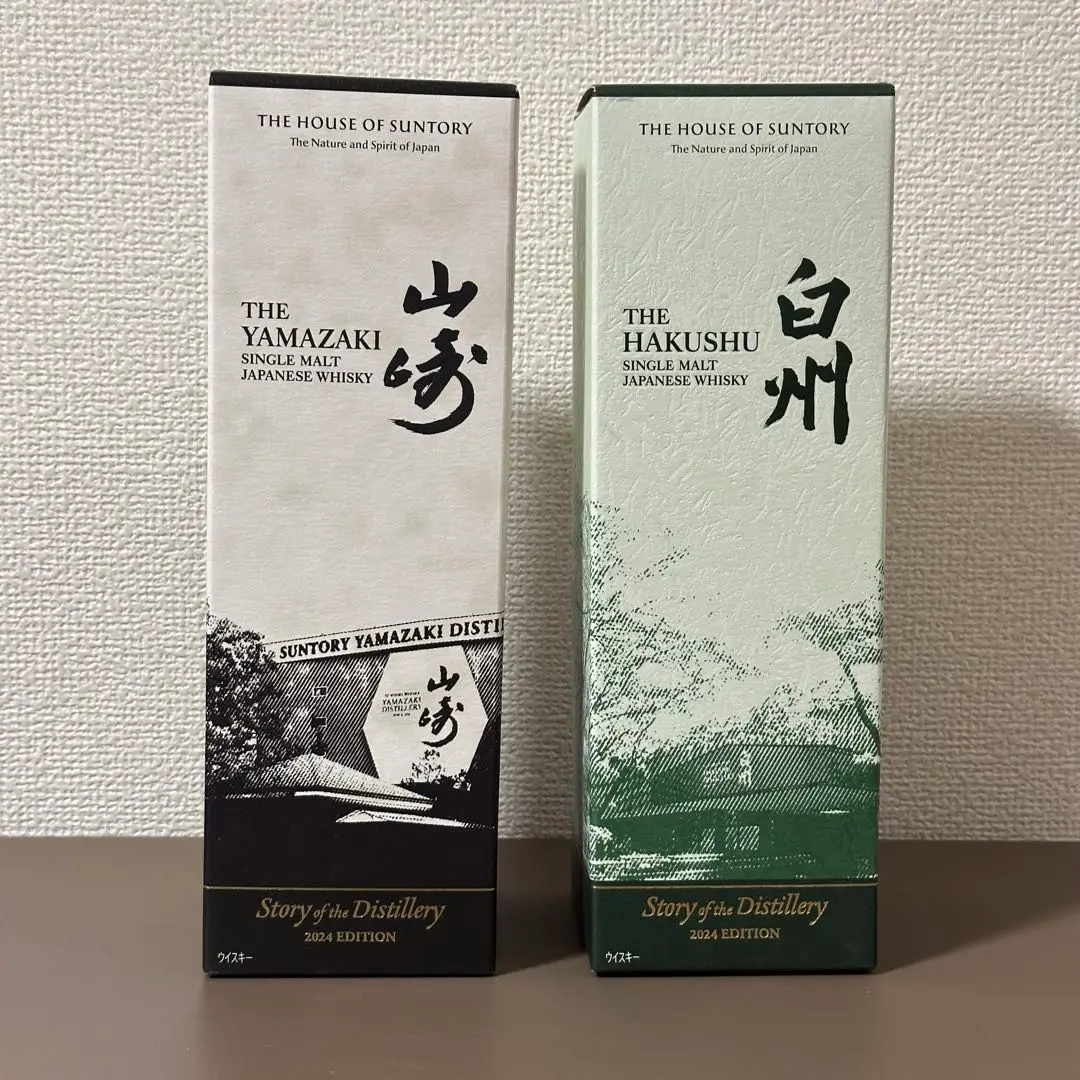 THE HOUSE OF SUNTORY
The Nature and Spirit of Japan
THE
YAMAZAKI
SINGLE MALT
JAPANESE WHISKY
山崎
SUNTORY YAMAZAKI DISTI
YAMAZAKI
DISTILLERY
山崎
Story of the Distillery
2024 EDITION
ウイスキー
THE HOUSE OF SUNTORY
The Nature and Spirit of Japan
THE
HAKUSHU
SINGLE MALT
JAPANESE WHISKY
白州
Story of the Distillery
2024 EDITION
ウイスキー